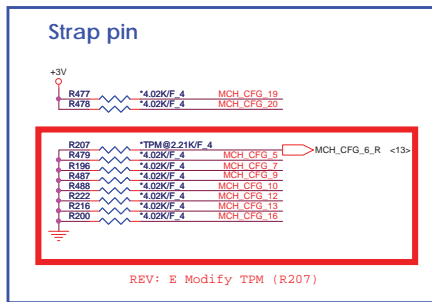 Strap pin
+3V
R477 *4.02K/F_4 MCH_CFG_19
R478 *4.02K/F_4 MCH_CFG_20
R207 *TPM@2.21K/F_4 MCH_CFG_6_R <13>
R479 *4.02K/F_4 MCH_CFG_5
R196 *4.02K/F_4 MCH_CFG_7
R487 *4.02K/F_4 MCH_CFG_9
R488 *4.02K/F_4 MCH_CFG_10
R222 *4.02K/F_4 MCH_CFG_12
R216 *4.02K/F_4 MCH_CFG_13
R200 *4.02K/F_4 MCH_CFG_16
REV: E Modify TPM (R207)